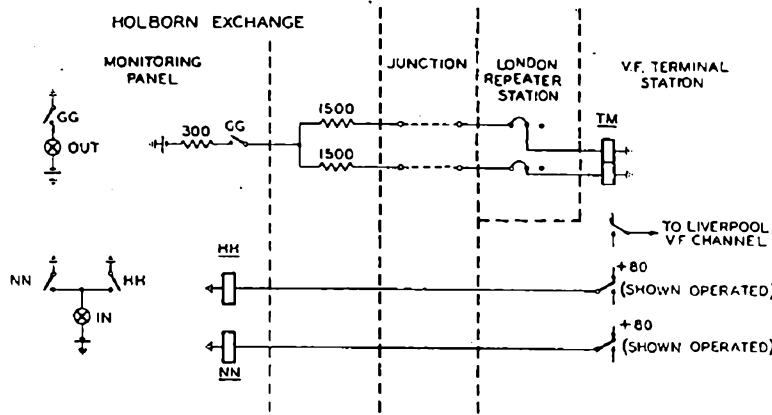 HOLBORN EXCHANGE
MONITORING
PANEL
JUNCTION
LONDON
REPEATER
STATION
V.F. TERMINAL
STATION
GG
OUT
300
GG
1500
1500
TM
TO LIVERPOOL
V.F. CHANNEL
NN
HH
IN
HH
+80
(SHOWN OPERATED)
NN
+80
(SHOWN OPERATED)